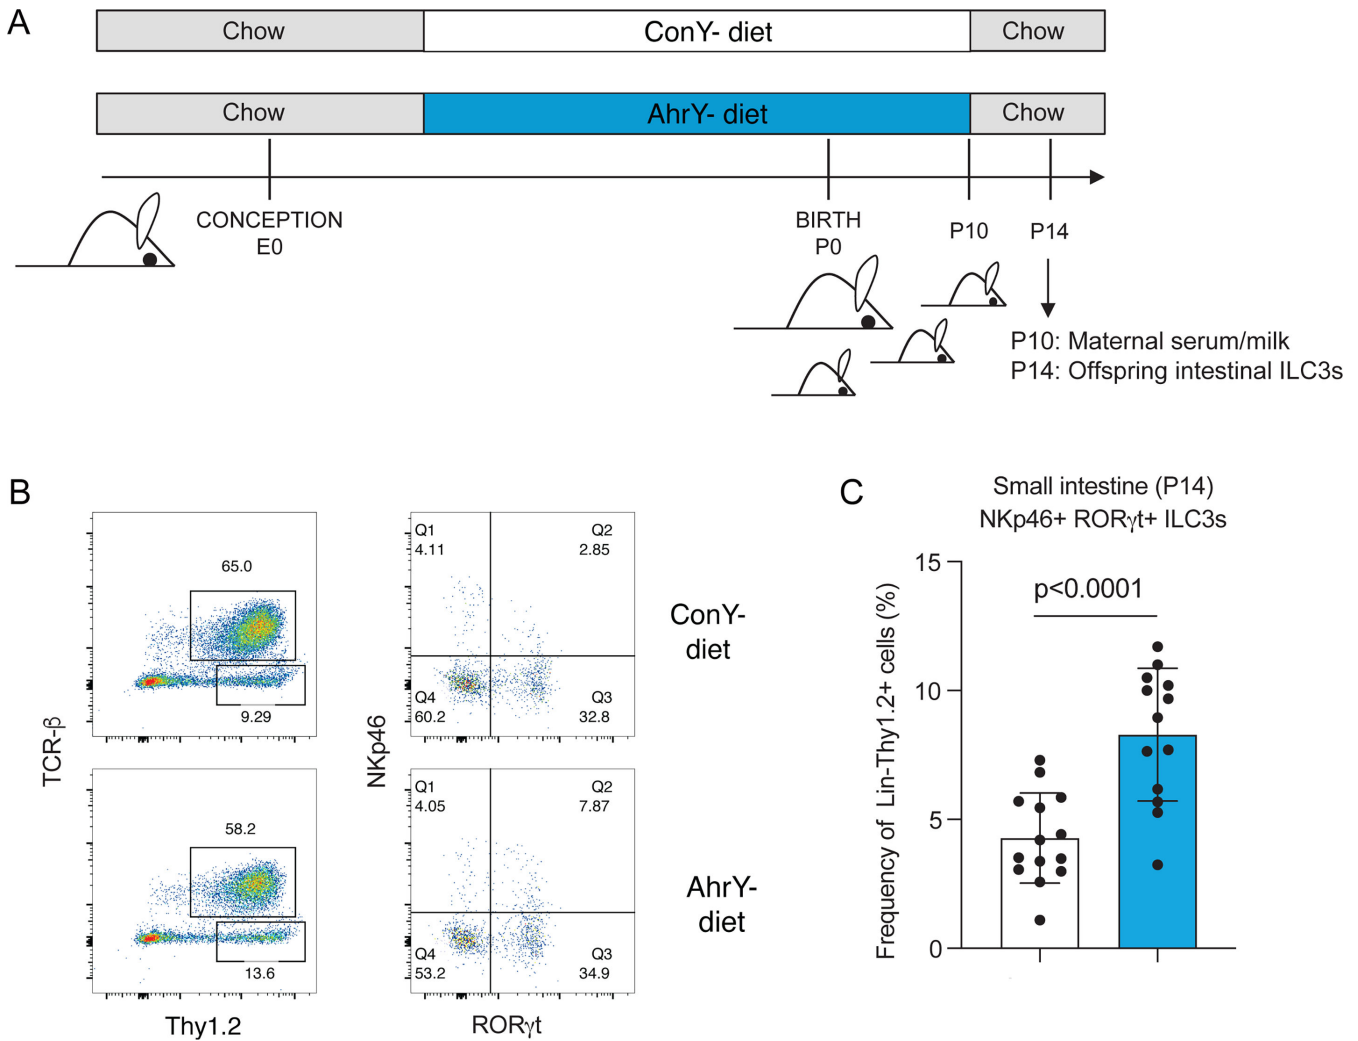 A
Chow
ConY- diet
Chow
Chow
AhrY- diet
Chow
CONCEPTION
E0
BIRTH
P0
P10
P14
P10: Maternal serum/milk
P14: Offspring intestinal ILC3s
B
65.0
9.29
Q1
4.11
Q2
2.85
Q4
60.2
Q3
32.8
ConY-
diet
58.2
13.6
Q1
4.05
Q2
7.87
Q4
53.2
Q3
34.9
AhrY-
diet
TCR-β
NKp46
Thy1.2
RORγt
C
Small intestine (P14)
NKp46+ RORγt+ ILC3s
p<0.0001
Frequency of Lin-Thy1.2+ cells (%)
15
10
5
0